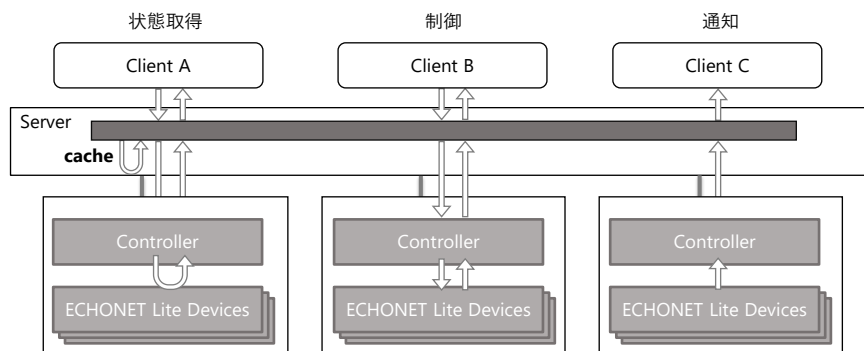 状態取得
制御
通知
Client A
Client B
Client C
Server
cache
Controller
Controller
Controller
ECHONET Lite Devices
ECHONET Lite Devices
ECHONET Lite Devices